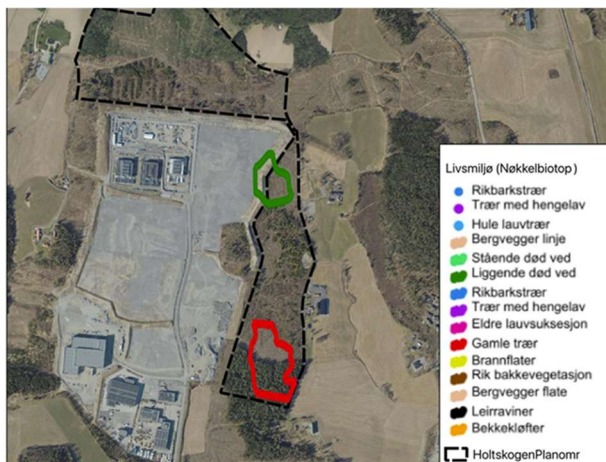 Livsmiljø (Nøkkelbiotop)
Rikbarkstrær
Trær med hengelav
Hule lauvtrær
Bergvegger linje
Stående død ved
Liggende død ved
Rikbarkstrær
Trær med hengelav
Eldre lauvsuksesjon
Gamle trær
Brannflater
Rik bakkevegetasjon
Bergvegger flate
Leirraviner
Bekkekløfter
HoltskogenPlanomr